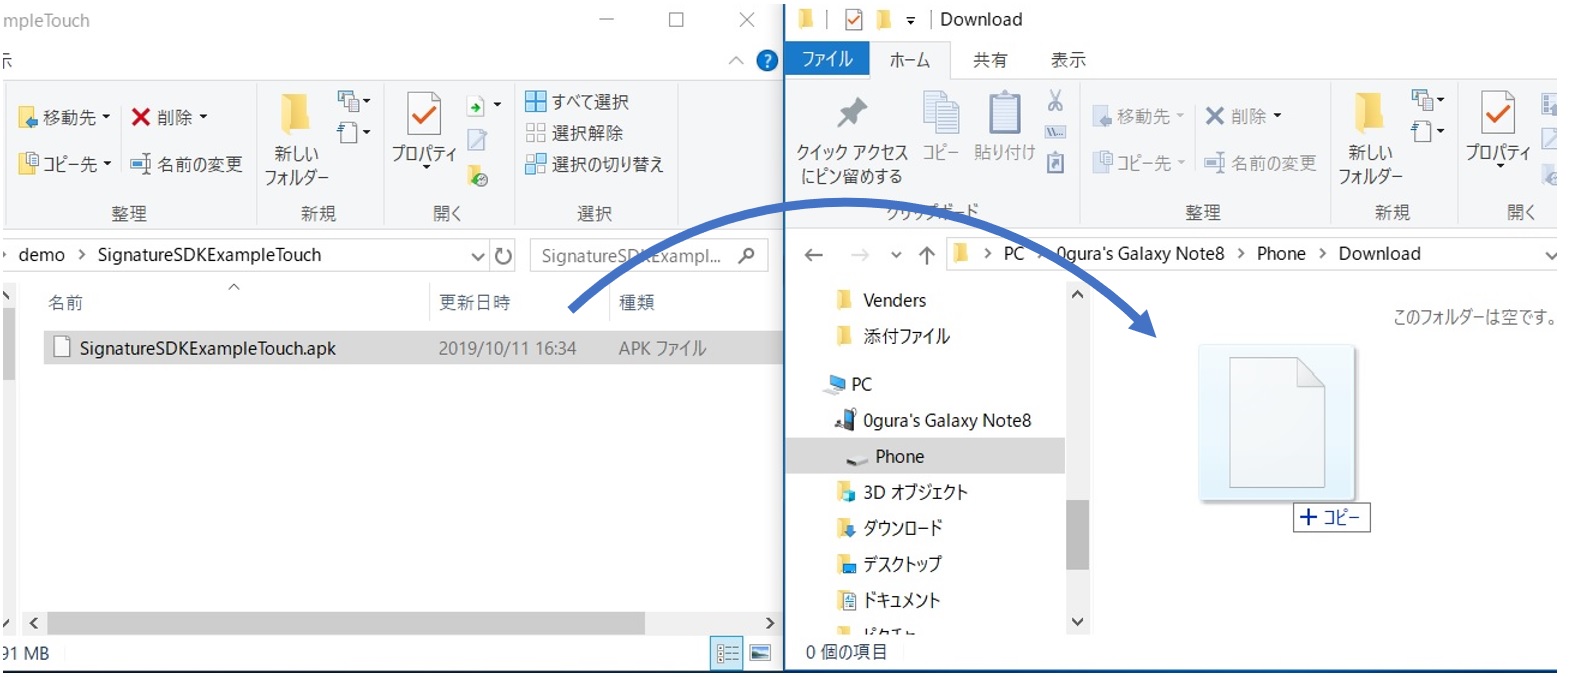 mpleTouch
示
移動先
削除
コピー先
名前の変更
整理
新しい
フォルダー
新規
プロパティ
開く
すべて選択
選択解除
選択の切り替え
選択
demo
SignatureSDKExampleTouch
SignatureSDKExampl...
名前
更新日時
種類
SignatureSDKExampleTouch.apk
2019/10/11 16:34
APK ファイル
91 MB
Download
ファイル
ホーム
共有
表示
クイック アクセス
にピン留めする
コピー
貼り付け
クリップボード
移動先
削除
コピー先
名前の変更
整理
新しい
フォルダー
新規
プロパティ
開く
PC
0gura's Galaxy Note8
Phone
Download
Venders
添付ファイル
PC
0gura's Galaxy Note8
Phone
3D オブジェクト
ダウンロード
デスクトップ
ドキュメント
ピクチャ
このフォルダーは空です。
コピー
0 個の項目